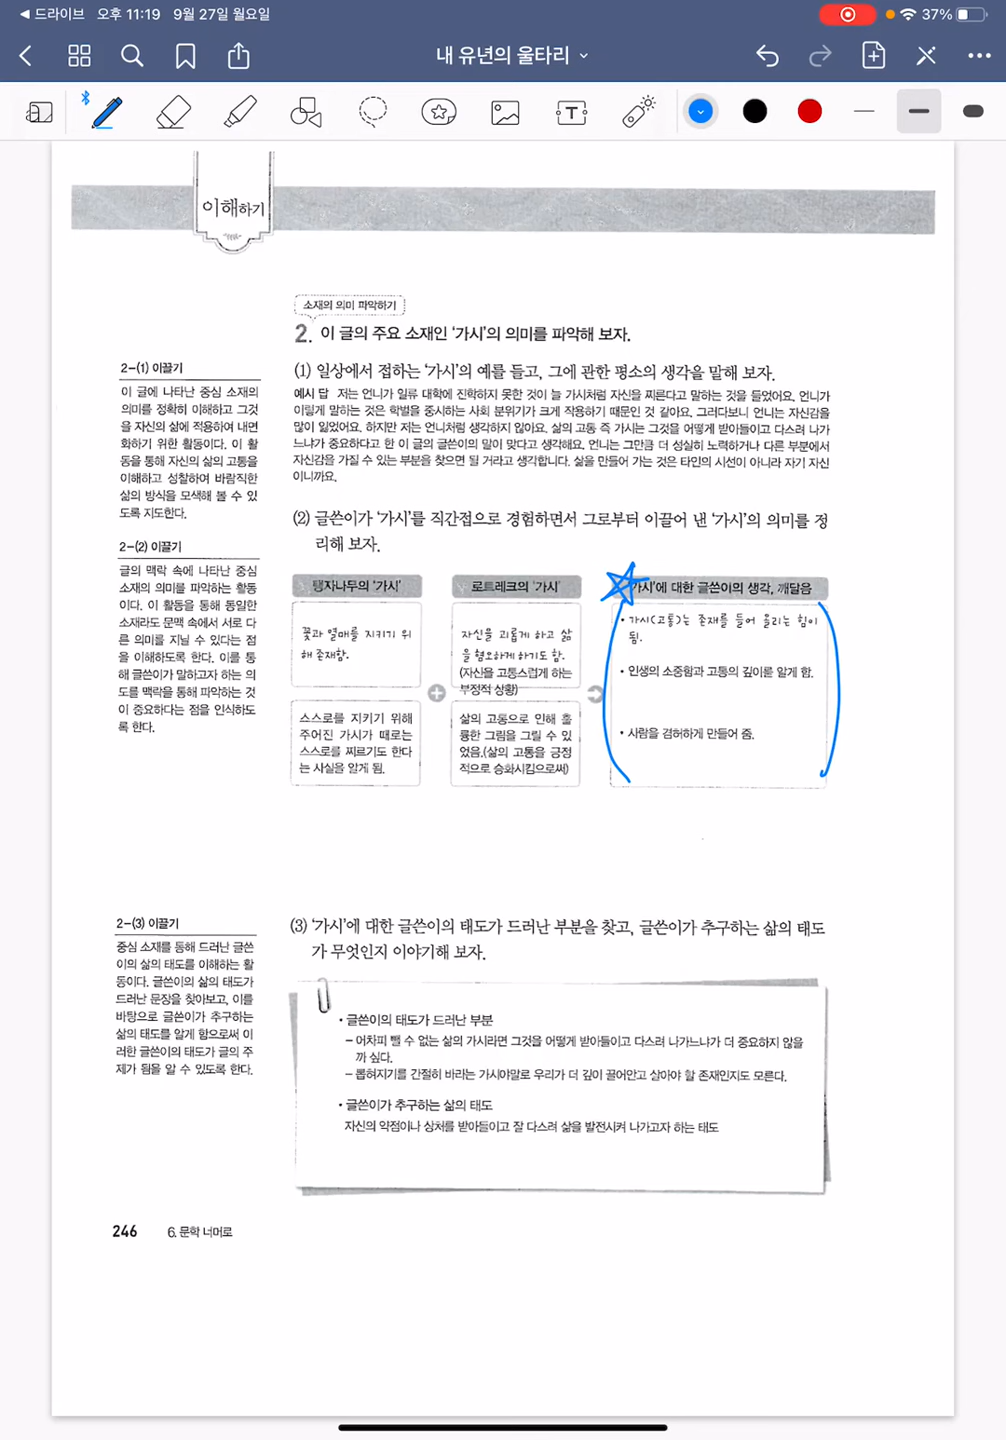 드라이브 오후 11:19 9월 27일 월요일
37%
내 유년의 울타리
이해하기
소재의 의미 파악하기
2. 이 글의 주요 소재인 '가시'의 의미를 파악해 보자.
2-(1) 이끌기
이 글에 나타난 중심 소재의
의미를 정확히 이해하고 그것
을 자신의 삶에 적용하여 내면
화하기 위한 활동이다. 이 활
동을 통해 자신의 삶의 고통을
이해하고 성찰하여 바람직한
삶의 방식을 모색해 볼 수 있
도록 지도한다.
(1) 일상에서 접하는 '가시'의 예를 들고, 그에 관한 평소의 생각을 말해 보자.
예시 답 저는 언니가 일류 대학에 진학하지 못한 것이 늘 가시처럼 자신을 찌른다고 말하는 것을 들었어요. 언니가
이렇게 말하는 것은 학벌을 중시하는 사회 분위기가 크게 작용하기 때문인 것 같아요. 그러다보니 언니는 자신감을
많이 잃었어요. 하지만 저는 언니처럼 생각하지 않아요. 삶의 고통 즉 가시는 그것을 어떻게 받아들이고 다스려 나가
느냐가 중요하다고 한 이 글의 글쓴이의 말이 맞다고 생각해요. 언니는 그만큼 더 성실히 노력하거나 다른 부분에서
자신감을 가질 수 있는 부분을 찾으면 될 거라고 생각합니다. 삶을 만들어 가는 것은 타인의 시선이 아니라 자기 자신
이니까요.
2-(2) 이끌기
글의 맥락 속에 나타난 중심
소재의 의미를 파악하는 활동
이다. 이 활동을 통해 동일한
소재라도 문맥 속에서 서로 다
른 의미를 지닐 수 있다는 점
을 이해하도록 한다. 이를 통
해 글쓴이가 말하고자 하는 의
도를 맥락을 통해 파악하는 것
이 중요하다는 점을 인식하도
록 한다.
(2) 글쓴이가 '가시'를 직간접으로 경험하면서 그로부터 이끌어 낸 '가시'의 의미를 정
리해 보자.
탱자나무의 '가시'
꽃과 열매를 지키기 위
해 존재함.
스스로를 지키기 위해
주어진 가시가 때로는
스스로를 찌르기도 한다
는 사실을 알게 됨.
로트레크의 '가시'
자신을 괴롭게 하고 삶
을 혐오하게 하기도 함.
(자신을 고통스럽게 하는
부정적 상황)
삶의 고통으로 인해 훌
륭한 그림을 그릴 수 있
었음.(삶의 고통을 긍정
적으로 승화시킴으로써)
'가시'에 대한 글쓴이의 생각, 깨달음
• 가시(고통)는 존재를 들어 올리는 힘이
됨.
• 인생의 소중함과 고통의 깊이를 알게 함.
• 사람을 겸허하게 만들어 줌.
2-(3) 이끌기
중심 소재를 통해 드러난 글쓴
이의 삶의 태도를 이해하는 활
동이다. 글쓴이의 삶의 태도가
드러난 문장을 찾아보고, 이를
바탕으로 글쓴이가 추구하는
삶의 태도를 알게 함으로써 이
러한 글쓴이의 태도가 글의 주
제가 됨을 알 수 있도록 한다.
(3) '가시'에 대한 글쓴이의 태도가 드러난 부분을 찾고, 글쓴이가 추구하는 삶의 태도
가 무엇인지 이야기해 보자.
• 글쓴이의 태도가 드러난 부분
– 어차피 뺄 수 없는 삶의 가시라면 그것을 어떻게 받아들이고 다스려 나가느냐가 더 중요하지 않을
까 싶다.
– 뽑혀지기를 간절히 바라는 가시야말로 우리가 더 깊이 끌어안고 살아야 할 존재인지도 모른다.
• 글쓴이가 추구하는 삶의 태도
자신의 약점이나 상처를 받아들이고 잘 다스려 삶을 발전시켜 나가고자 하는 태도
246 6. 문학 너머로